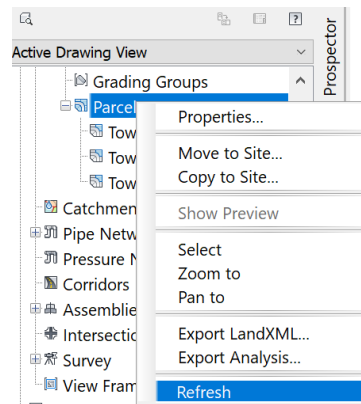 ?
Active Drawing View
Prospector
Grading Groups
Parcel
Tow
Tow
Tow
Catchmen
Pipe Netw
Pressure N
Corridors
Assemblie
Intersectic
Survey
View Fram
Properties...
Move to Site...
Copy to Site...
Show Preview
Select
Zoom to
Pan to
Export LandXML...
Export Analysis...
Refresh